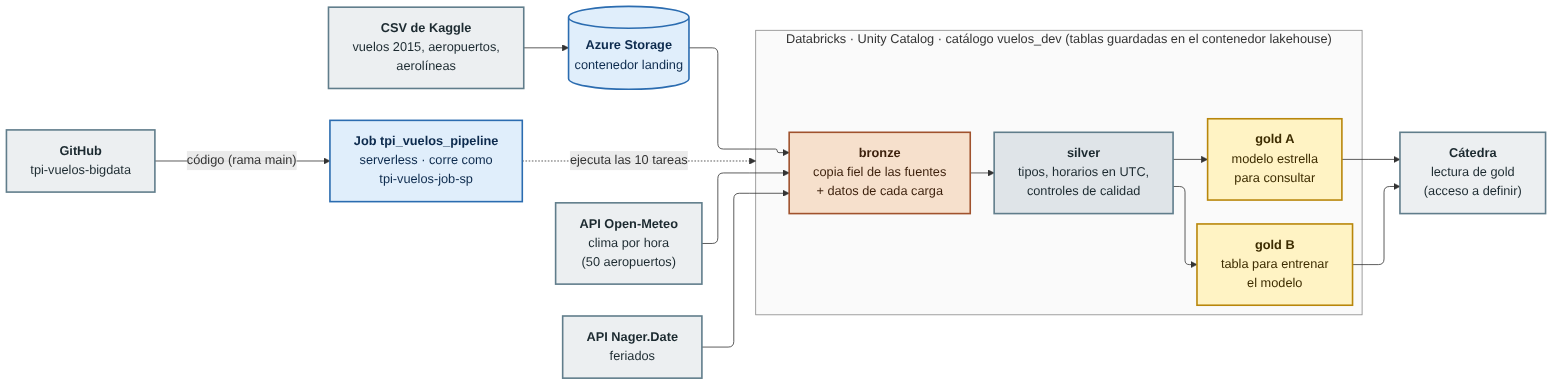 CSV de Kaggle
vuelos 2015, aeropuertos,
aerolíneas
Azure Storage
contenedor landing
Databricks · Unity Catalog · catálogo vuelos_dev (tablas guardadas en el contenedor lakehouse)
GitHub
tpi-vuelos-bigdata
código (rama main)
Job tpi_vuelos_pipeline
serverless · corre como
tpi-vuelos-job-sp
ejecuta las 10 tareas
API Open-Meteo
clima por hora
(50 aeropuertos)
API Nager.Date
feriados
bronze
copia fiel de las fuentes
+ datos de cada carga
silver
tipos, horarios en UTC,
controles de calidad
gold A
modelo estrella
para consultar
gold B
tabla para entrenar
el modelo
Cátedra
lectura de gold
(acceso a definir)